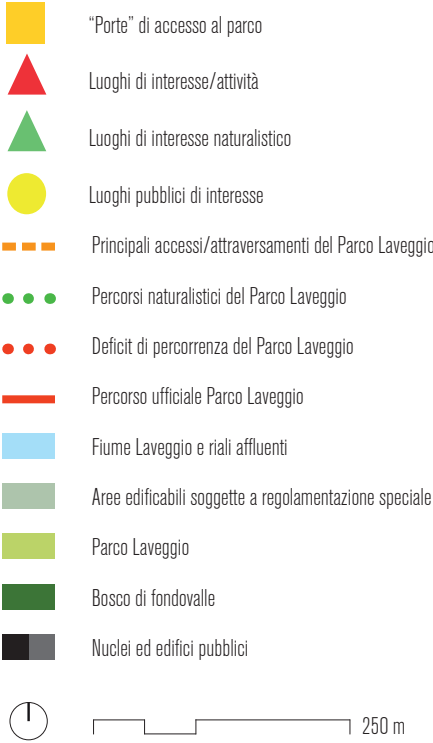 “Porte” di accesso al parco
Luoghi di interesse/attività
Luoghi di interesse naturalistico
Luoghi pubblici di interesse
Principali accessi/attraversamenti del Parco Laveggio
Percorsi naturalistici del Parco Laveggio
Deficit di percorrenza del Parco Laveggio
Percorso ufficiale Parco Laveggio
Fiume Laveggio e riali affluenti
Aree edificabili soggette a regolamentazione speciale
Parco Laveggio
Bosco di fondovalle
Nuclei ed edifici pubblici
250 m